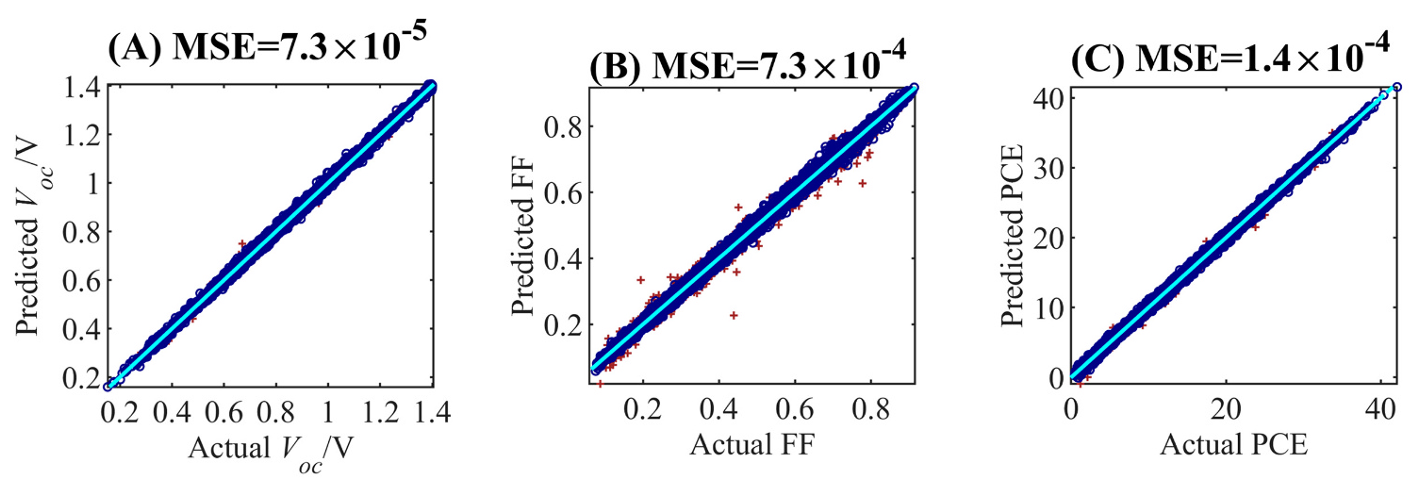 (A) MSE=7.3×10⁻⁵
Predicted Voc/V
1.4
1.2
1
0.8
0.6
0.4
0.2
0.2 0.4 0.6 0.8 1 1.2 1.4
Actual Voc/V
(B) MSE=7.3×10⁻⁴
Predicted FF
0.8
0.6
0.4
0.2
0.2 0.4 0.6 0.8
Actual FF
(C) MSE=1.4×10⁻⁴
Predicted PCE
40
30
20
10
0
0 20 40
Actual PCE